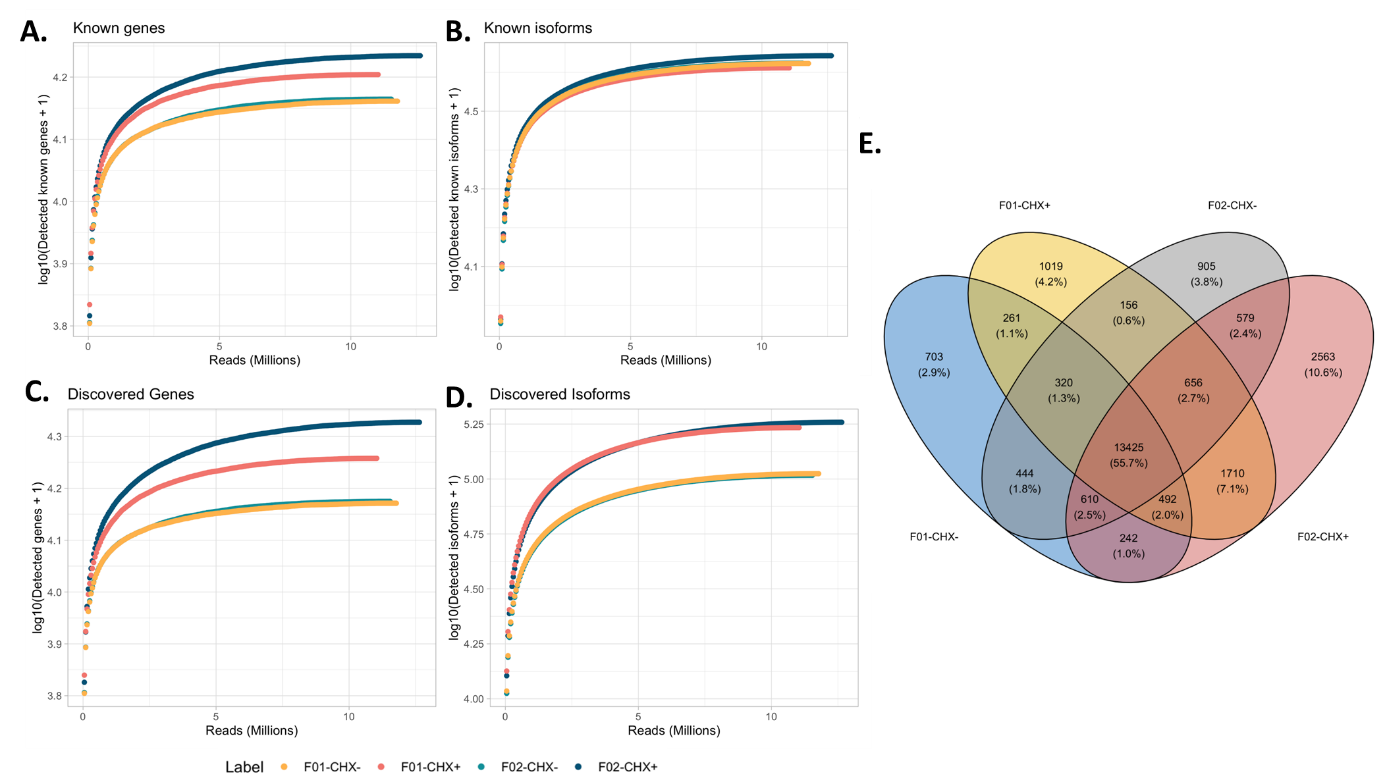 A.
Known genes
log10(Detected known genes + 1)
4.2
4.1
4.0
3.9
3.8
0
5
10
Reads (Millions)
B.
Known isoforms
log10(Detected known isoforms + 1)
4.5
4.3
4.1
0
5
10
Reads (Millions)
C.
Discovered Genes
log10(Detected genes + 1)
4.3
4.2
4.1
4.0
3.9
3.8
0
5
10
Reads (Millions)
D.
Discovered Isoforms
log10(Detected isoforms + 1)
5.25
5.00
4.75
4.50
4.25
4.00
0
5
10
Reads (Millions)
Label
F01-CHX-
F01-CHX+
F02-CHX-
F02-CHX+
E.
F01-CHX+
F02-CHX-
1019
(4.2%)
905
(3.8%)
156
(0.6%)
261
(1.1%)
579
(2.4%)
703
(2.9%)
2563
(10.6%)
320
(1.3%)
656
(2.7%)
13425
(55.7%)
444
(1.8%)
1710
(7.1%)
610
(2.5%)
492
(2.0%)
242
(1.0%)
F01-CHX-
F02-CHX+